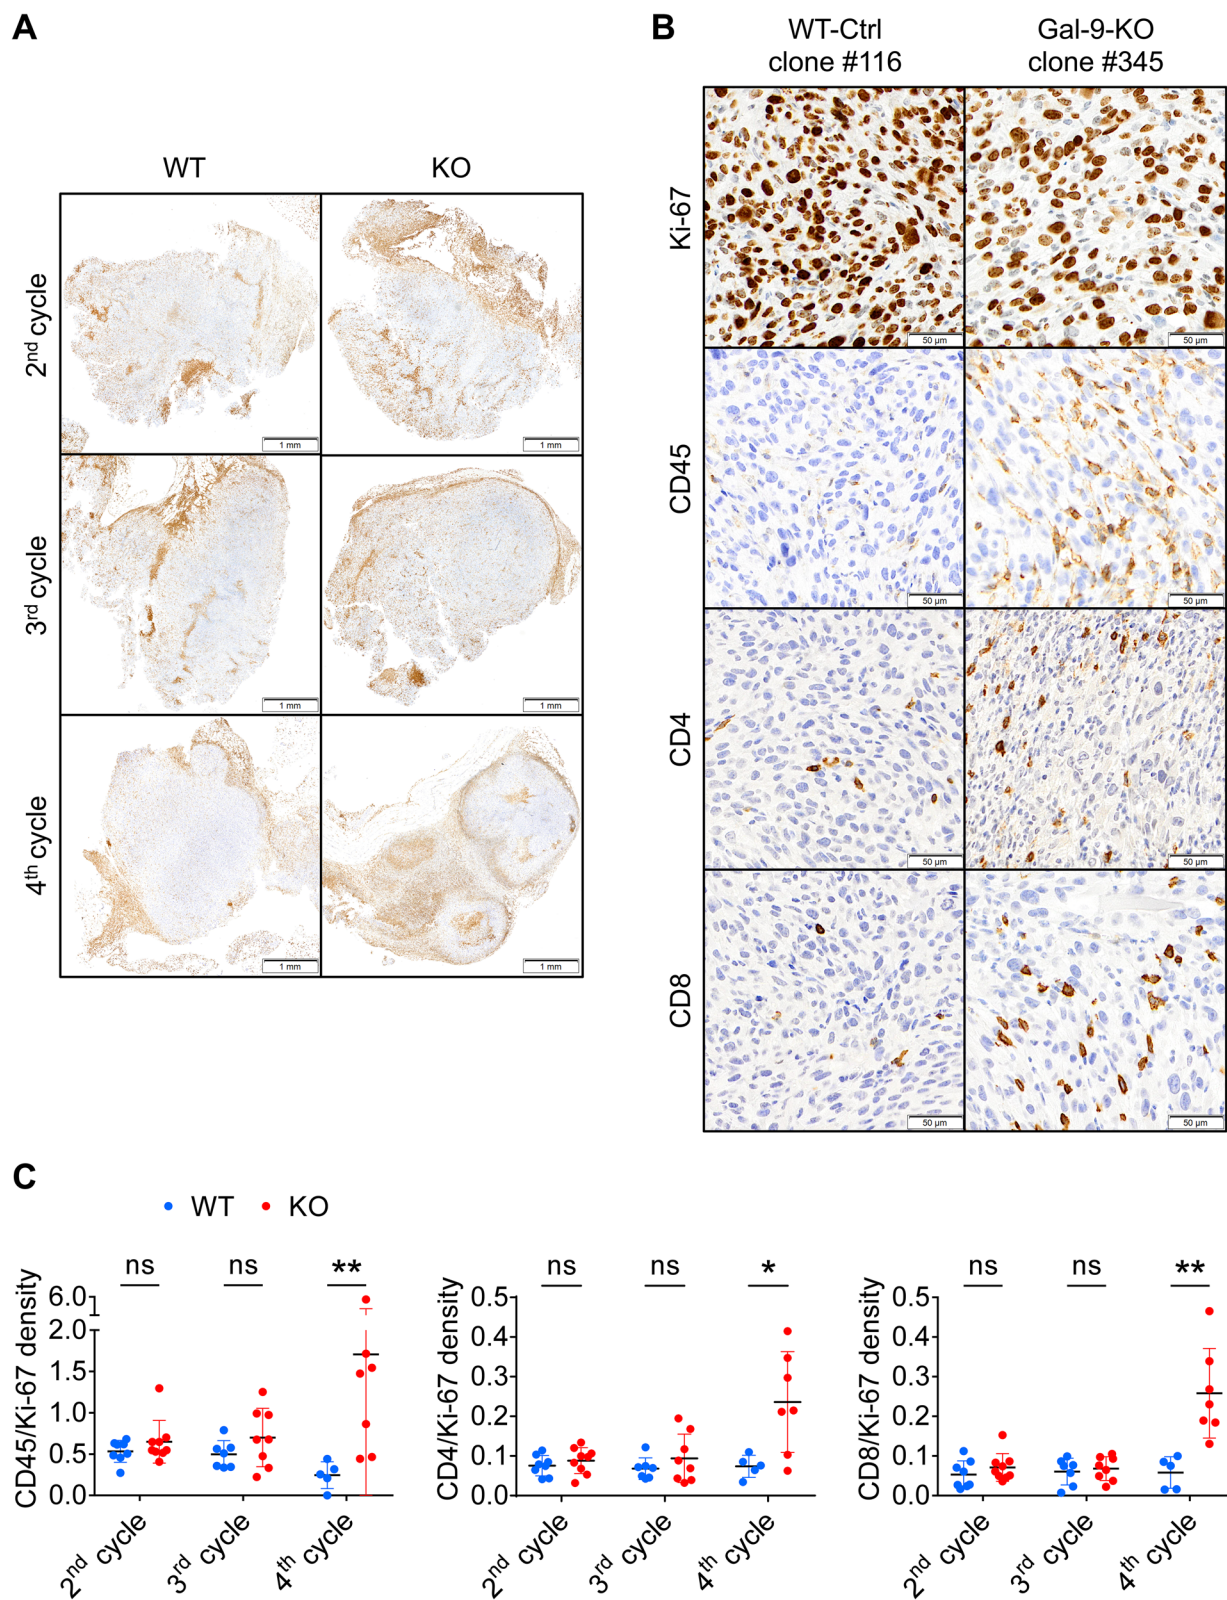 A
WT
KO
2nd cycle
1 mm
1 mm
3rd cycle
1 mm
1 mm
4th cycle
1 mm
1 mm
B
WT-Ctrl
clone #116
Gal-9-KO
clone #345
Ki-67
50 µm
50 µm
CD45
50 µm
50 µm
CD4
50 µm
50 µm
CD8
50 µm
50 µm
C
WT
KO
CD45/Ki-67 density
6.0
2.0
1.5
1.0
0.5
0.0
ns
ns
**
2nd cycle
3rd cycle
4th cycle
CD4/Ki-67 density
0.5
0.4
0.3
0.2
0.1
0.0
ns
ns
*
2nd cycle
3rd cycle
4th cycle
CD8/Ki-67 density
0.5
0.4
0.3
0.2
0.1
0.0
ns
ns
**
2nd cycle
3rd cycle
4th cycle